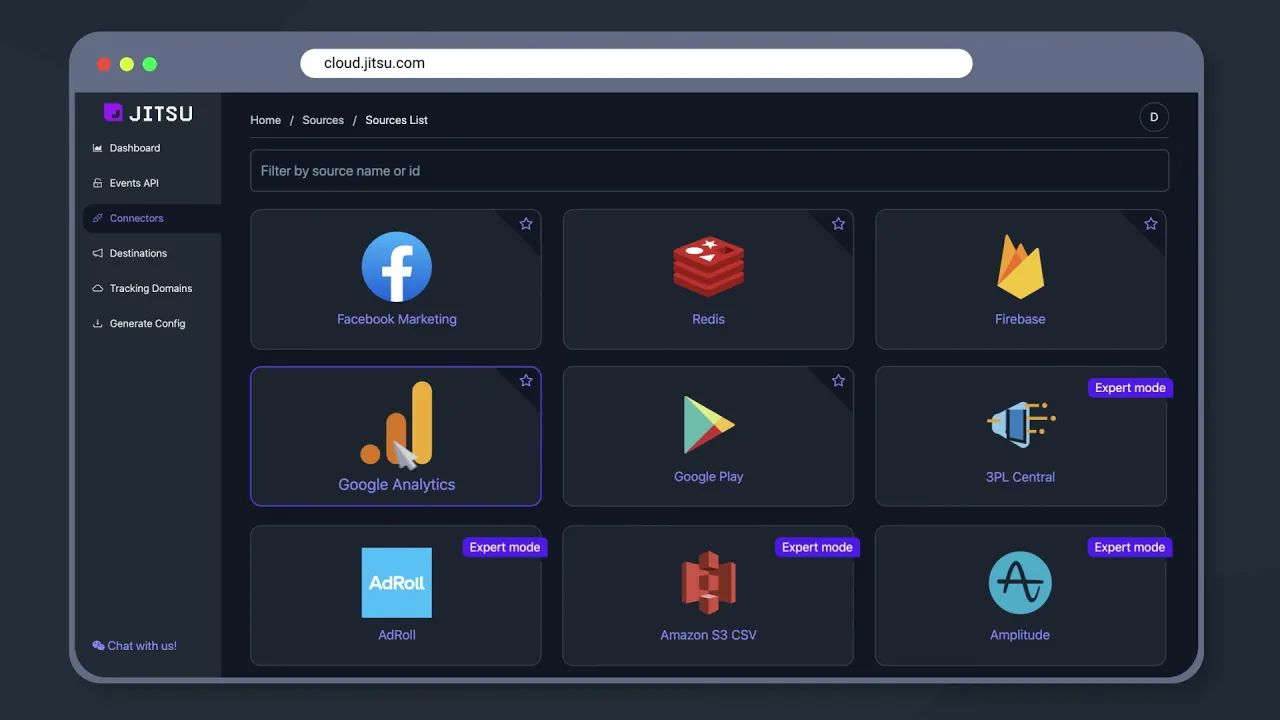 cloud.jitsu.com
JITSU
Dashboard
Events API
Connectors
Destinations
Tracking Domains
Generate Config
Chat with us!
Home / Sources / Sources List
D
Filter by source name or id
Facebook Marketing
Redis
Firebase
Google Analytics
Google Play
Expert mode
3PL Central
Expert mode
AdRoll
AdRoll
Expert mode
Amazon S3 CSV
Expert mode
Amplitude